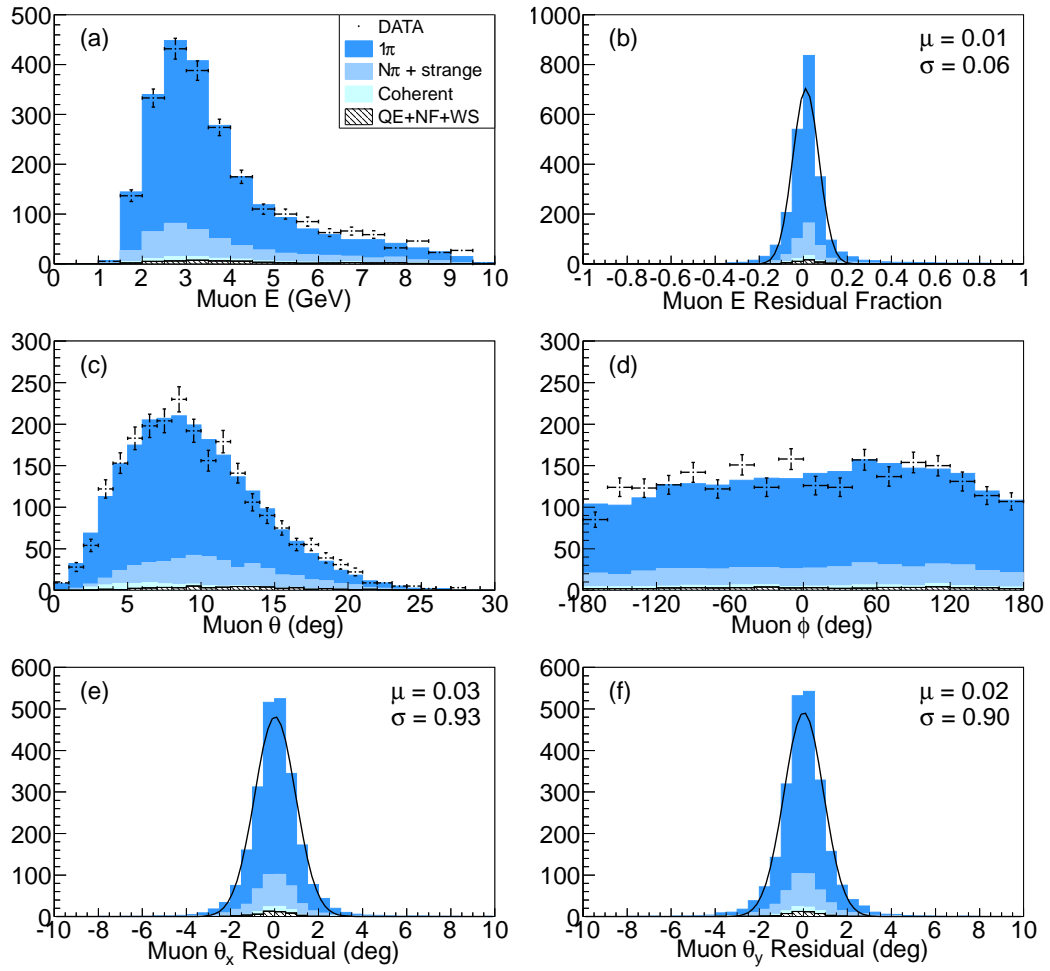 500
400
300
200
100
0
(a)
DATA
1π
Nπ + strange
Coherent
QE+NF+WS
0 1 2 3 4 5 6 7 8 9 10
Muon E (GeV)
1000
800
600
400
200
0
(b)
μ = 0.01
σ = 0.06
-1 -0.8 -0.6 -0.4 -0.2 0 0.2 0.4 0.6 0.8 1
Muon E Residual Fraction
300
250
200
150
100
50
0
(c)
0 5 10 15 20 25 30
Muon θ (deg)
300
250
200
150
100
50
0
(d)
-180 -120 -60 0 60 120 180
Muon ϕ (deg)
600
500
400
300
200
100
0
(e)
μ = 0.03
σ = 0.93
-10 -8 -6 -4 -2 0 2 4 6 8 10
Muon θx Residual (deg)
600
500
400
300
200
100
0
(f)
μ = 0.02
σ = 0.90
-10 -8 -6 -4 -2 0 2 4 6 8 10
Muon θy Residual (deg)